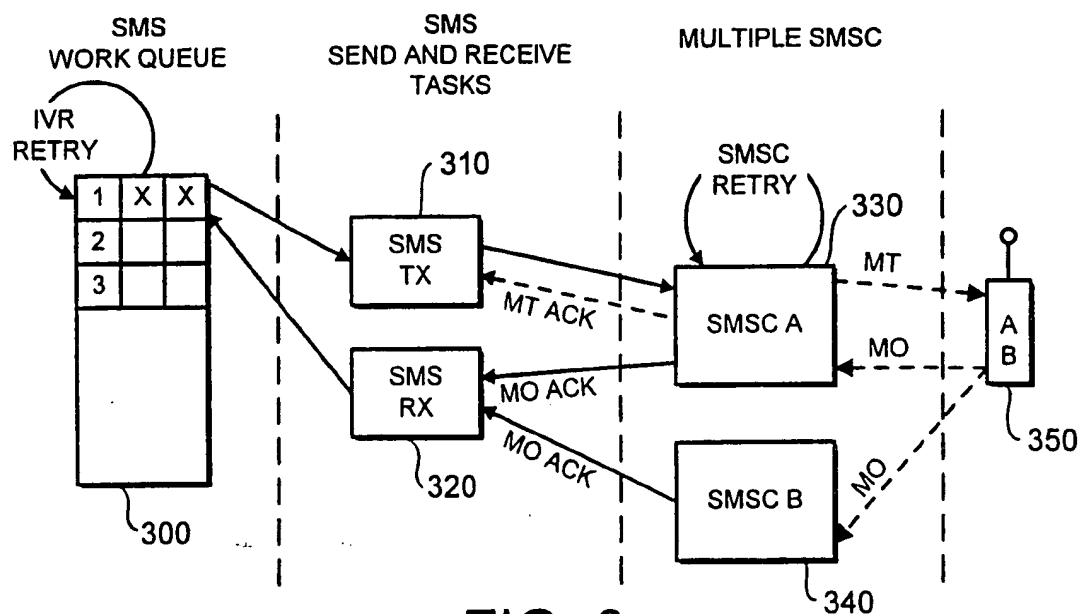 SMS
WORK QUEUE
SMS
SEND AND RECEIVE
TASKS
MULTIPLE SMSC
IVR
RETRY
1 X X
2
3
300
310
SMS
TX
MT ACK
SMS
RX
320
MO ACK
MO ACK
SMSC
RETRY
330
SMSC A
MT
MO
A
B
350
SMSC B
MO
340